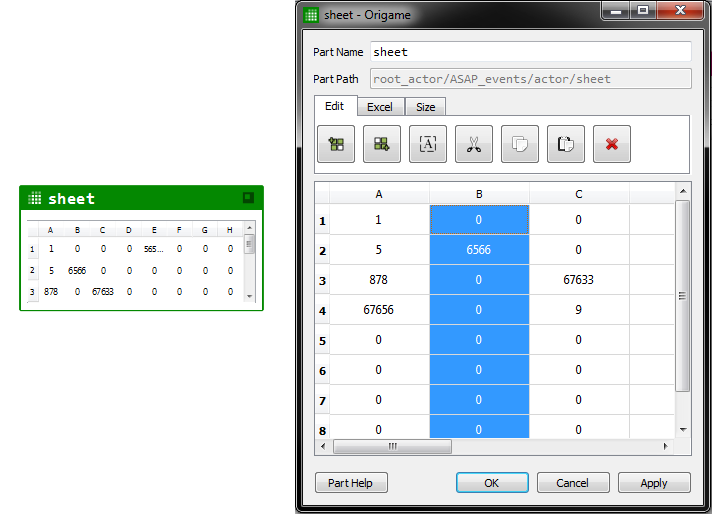 sheet
A B C D E F G H
1 1 0 0 0 565... 0 0 0
2 5 6566 0 0 0 0 0 0
3 878 0 67633 0 0 0 0 0
sheet - Origame
Part Name sheet
Part Path root_actor/ASAP_events/actor/sheet
Edit Excel Size
A
A B C
1 1 0 0
2 5 6566 0
3 878 0 67633
4 67656 0 9
5 0 0 0
6 0 0 0
7 0 0 0
8 0 0 0
Part Help OK Cancel Apply